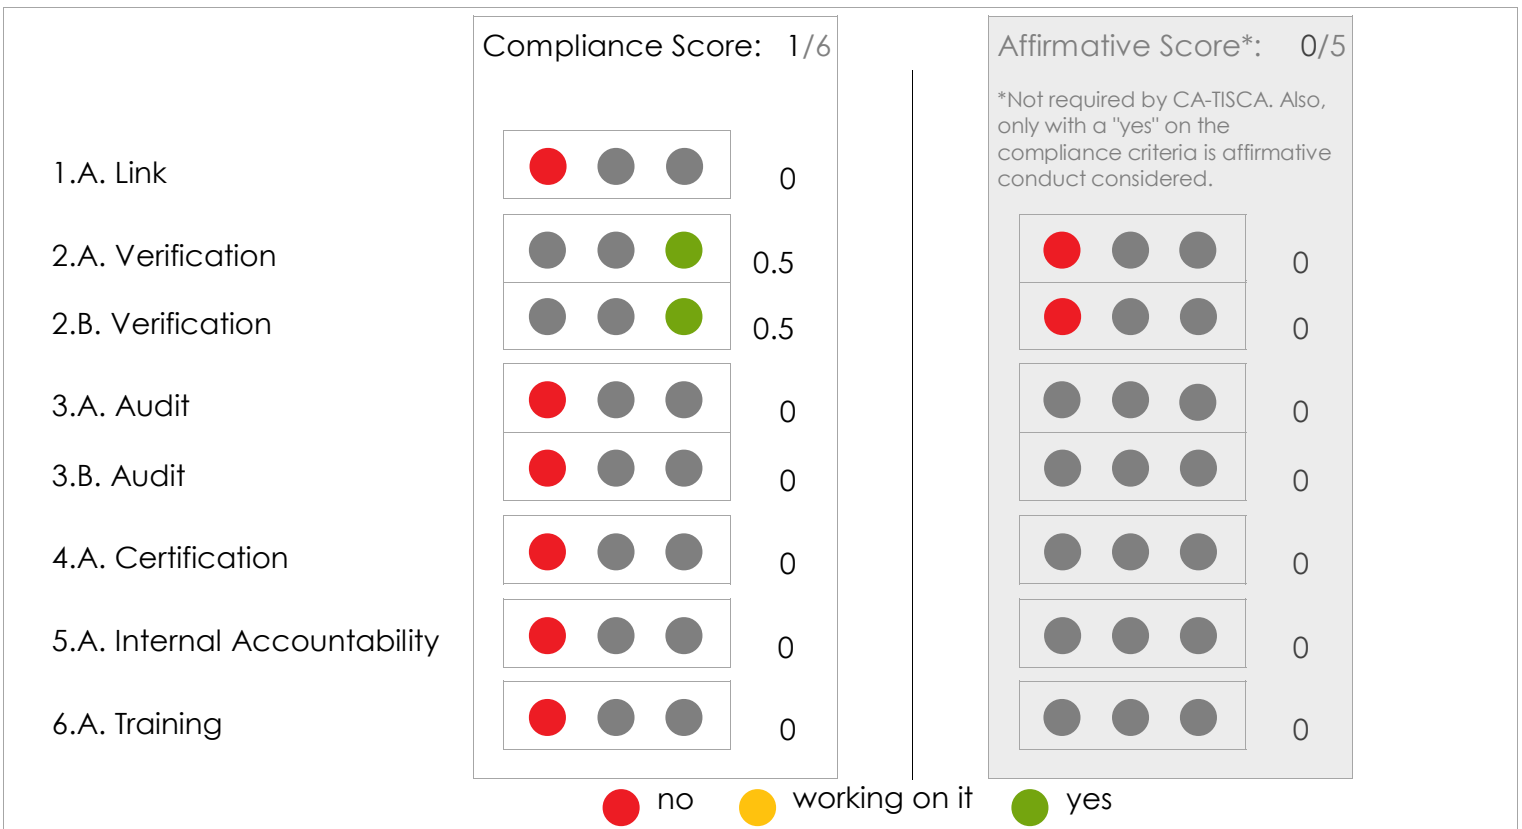 Compliance Score: 1/6
Affirmative Score*: 0/5
*Not required by CA-TISCA. Also,
only with a "yes" on the
compliance criteria is affirmative
conduct considered.
1.A. Link 0
2.A. Verification 0.5 0
2.B. Verification 0.5 0
3.A. Audit 0 0
3.B. Audit 0 0
4.A. Certification 0 0
5.A. Internal Accountability 0 0
6.A. Training 0 0
no working on it yes